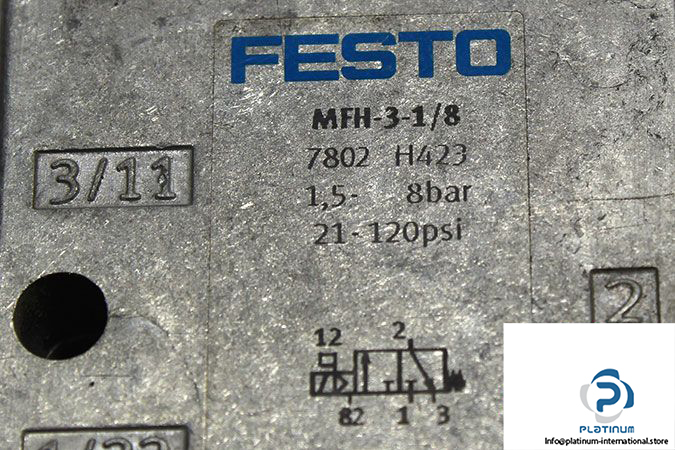 FESTO
MFH-3-1/8
7802 H423
1,5- 8bar
21-120psi
3/11
2
12 2
82 1 3
PLATINUM
Info@platinum-international.store